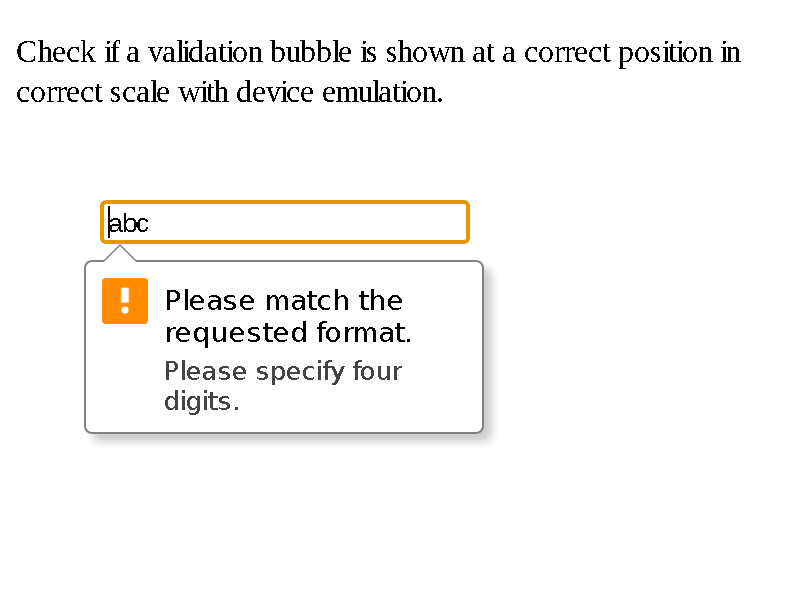 Check if a validation bubble is shown at a correct position in
correct scale with device emulation.
abc
Please match the
requested format.
Please specify four
digits.